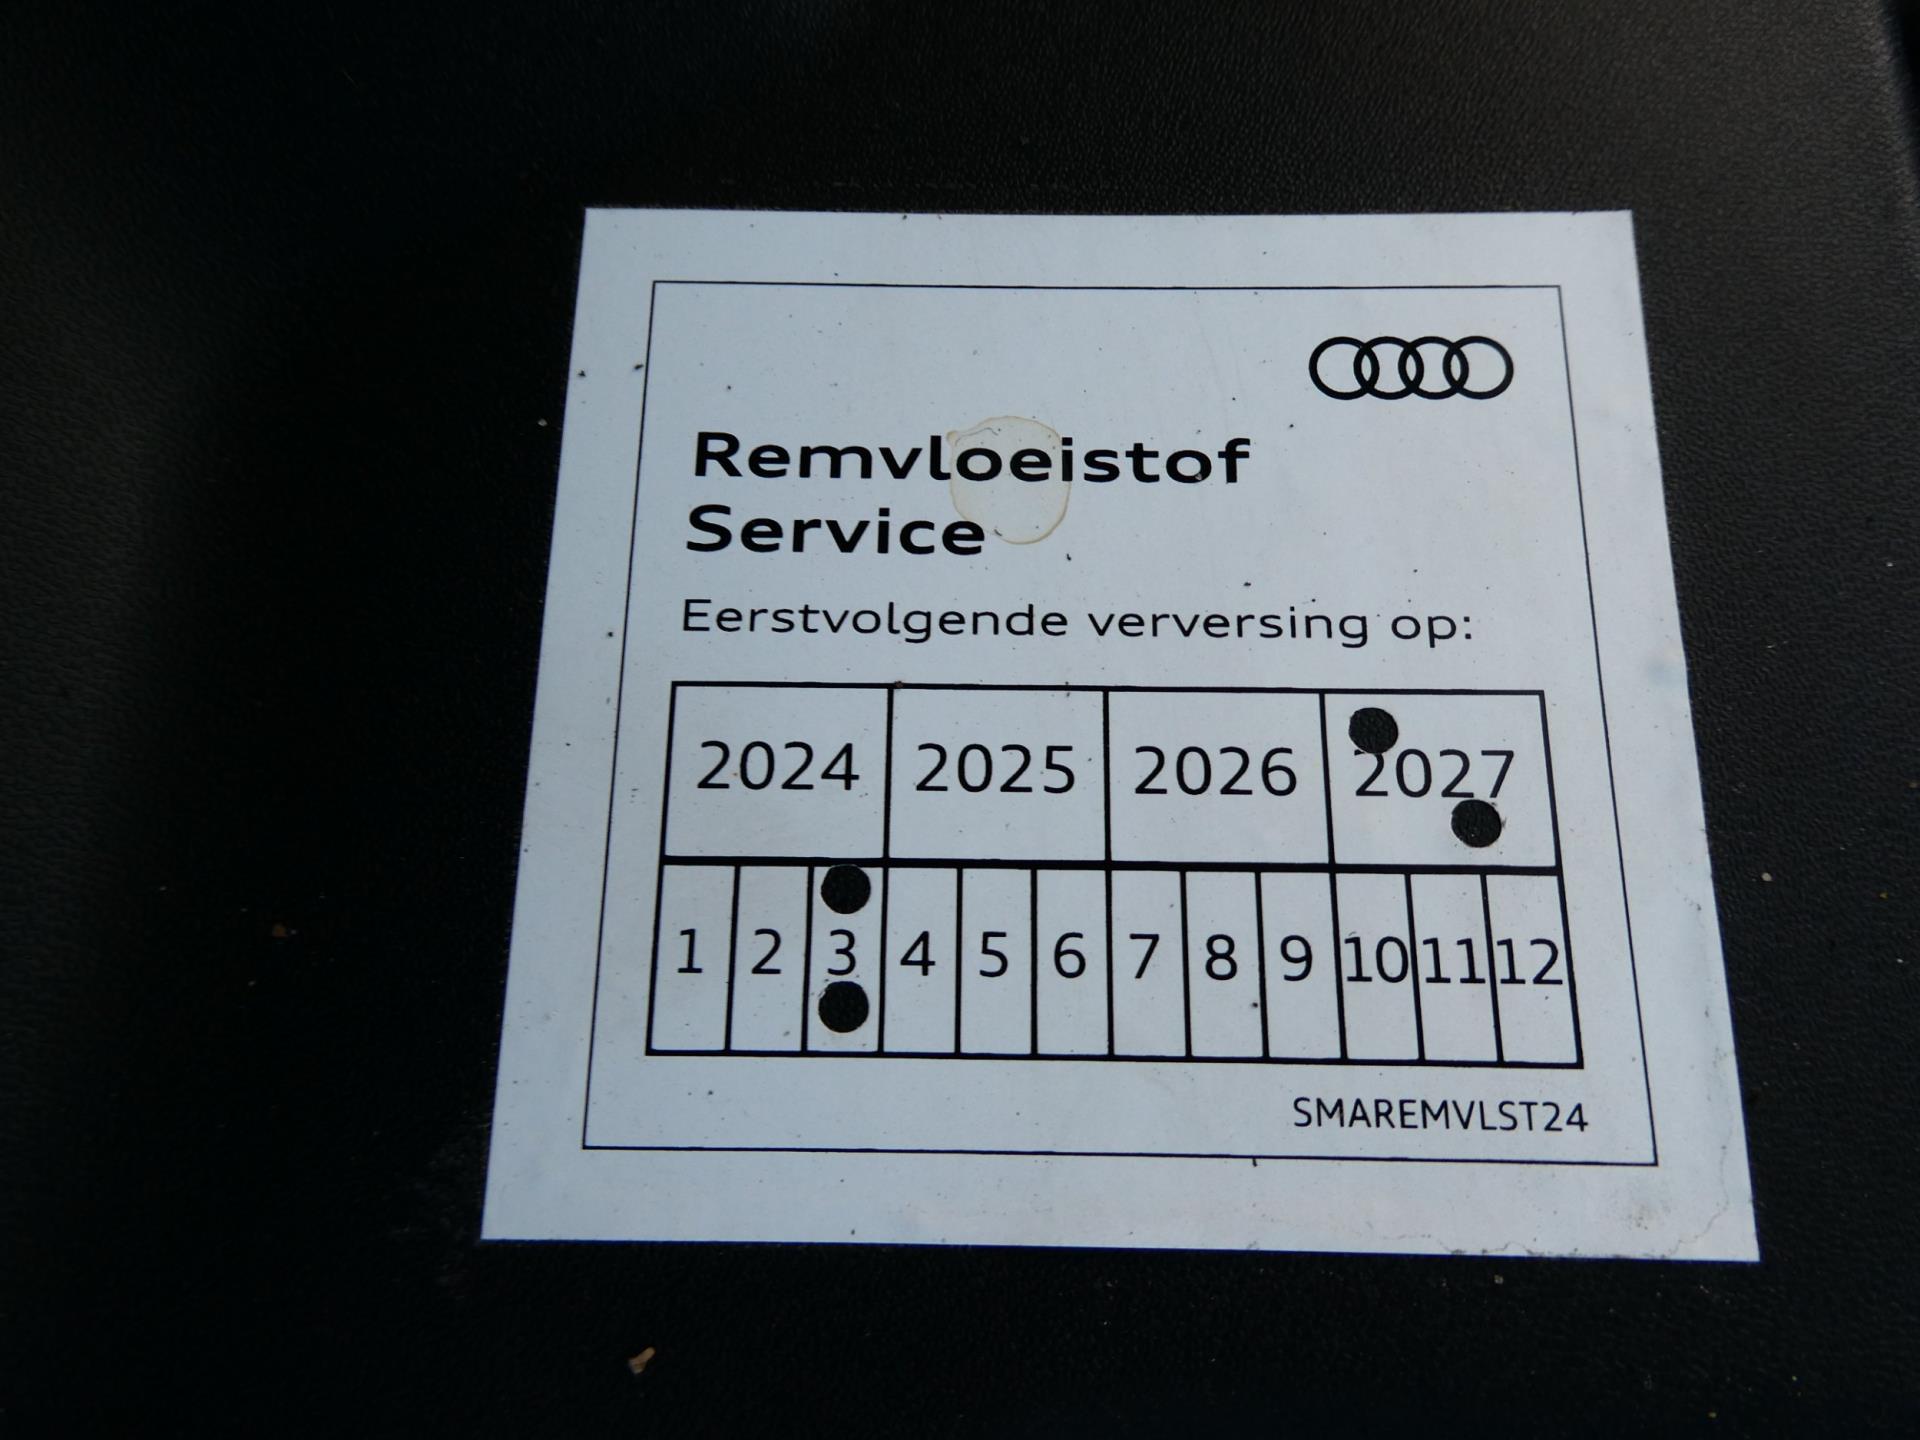 Remvloeistof
Service
Eerstvolgende verversing op:
2024 2025 2026 2027
1 2 3 4 5 6 7 8 9 10 11 12
SMAREMVLST24